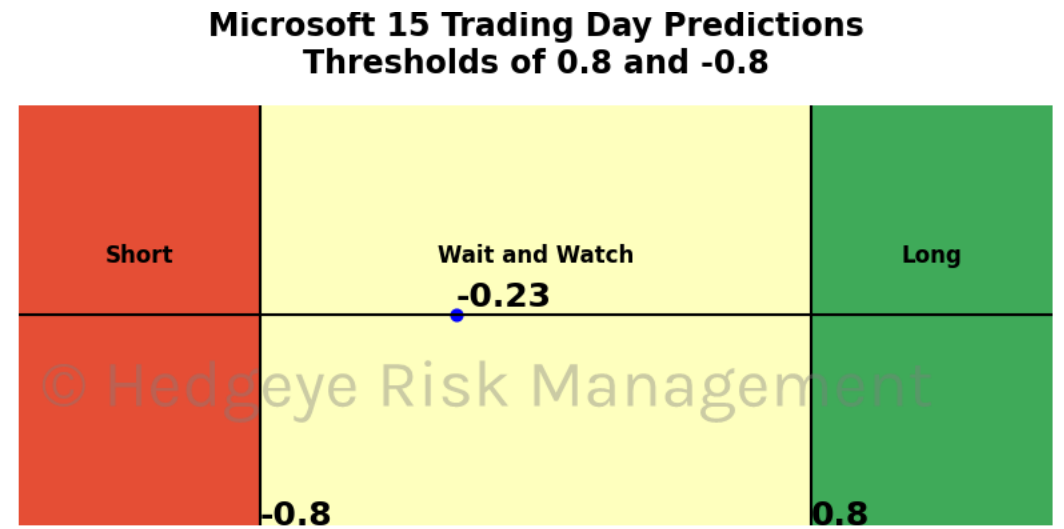 Microsoft 15 Trading Day Predictions
Thresholds of 0.8 and -0.8
Short
Wait and Watch
Long
-0.23
© Hedgeye Risk Management
-0.8
0.8